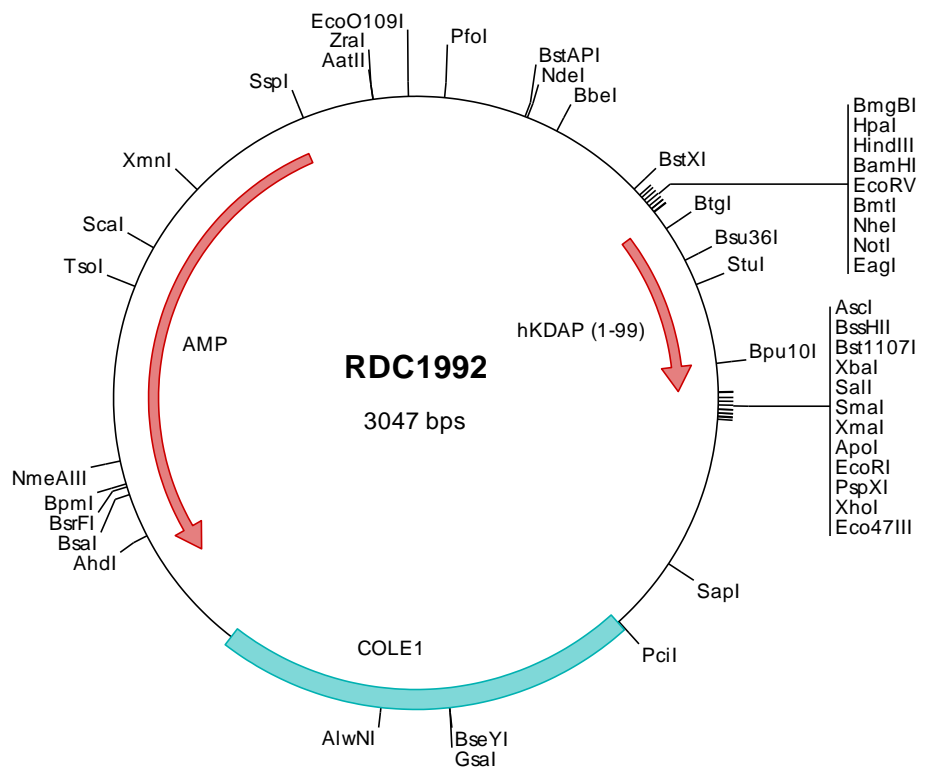 EcoO109I
ZraI
AatII
PfoI
SspI
BstAPI
NdeI
BbeI
XmnI
BstXI
BmgBI
HpaI
HindIII
BamHI
EcoRV
BmtI
NheI
NotI
EagI
ScaI
TsoI
BtgI
Bsu36I
StuI
AMP
hKDAP (1-99)
RDC1992
3047 bps
Bpu10I
AscI
BssHII
Bst1107I
XbaI
SalI
SmaI
XmaI
ApoI
EcoRI
PspXI
XhoI
Eco47III
NmeAIII
BpmI
BsrFI
BsaI
AhdI
SapI
COLE1
PciI
AlwNI
BseYI
GsaI